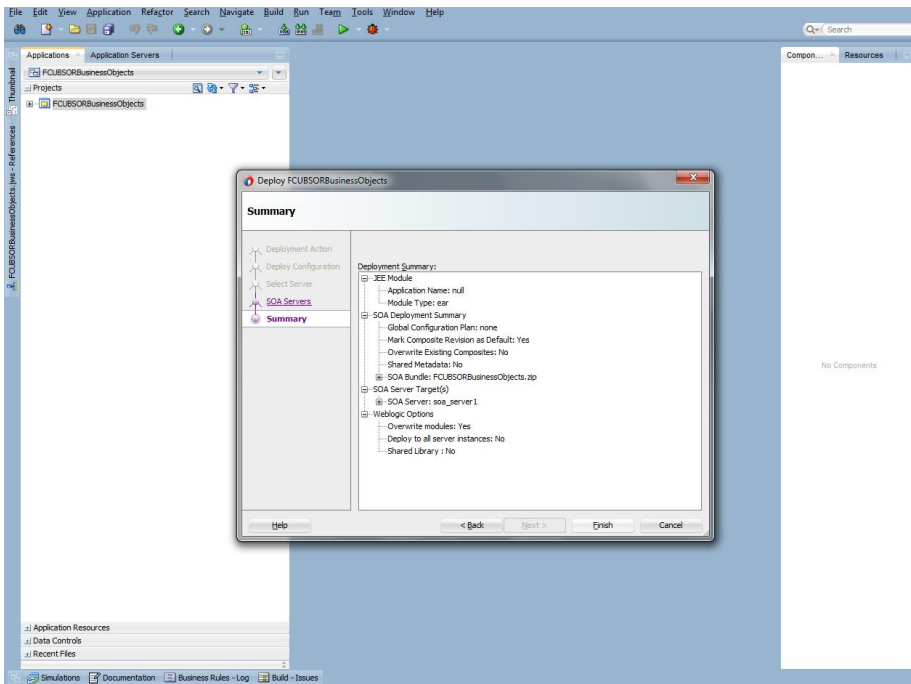 File Edit View Application Refactor Search Navigate Build Run Team Tools Window Help
Search
Applications Application Servers
FCUBSORBusinessObjects
Projects
FCUBSORBusinessObjects
Application Resources
Data Controls
Recent Files
Thumbnail
FCUBSORBusinessObjects.jws - References
Compon... Resources
No Components
Deploy FCUBSORBusinessObjects
Summary
Deployment Action
Deploy Configuration
Select Server
SOA Servers
Summary
Deployment Summary:
JEE Module
Application Name: null
Module Type: ear
SOA Deployment Summary
Global Configuration Plan: none
Mark Composite Revision as Default: Yes
Overwrite Existing Composites: No
Shared Metadata: No
SOA Bundle: FCUBSORBusinessObjects.zip
SOA Server Target(s)
SOA Server: soa_server1
Weblogic Options
Overwrite modules: Yes
Deploy to all server instances: No
Shared Library : No
Help < Back Next > Finish Cancel
Simulations Documentation Business Rules - Log Build - Issues